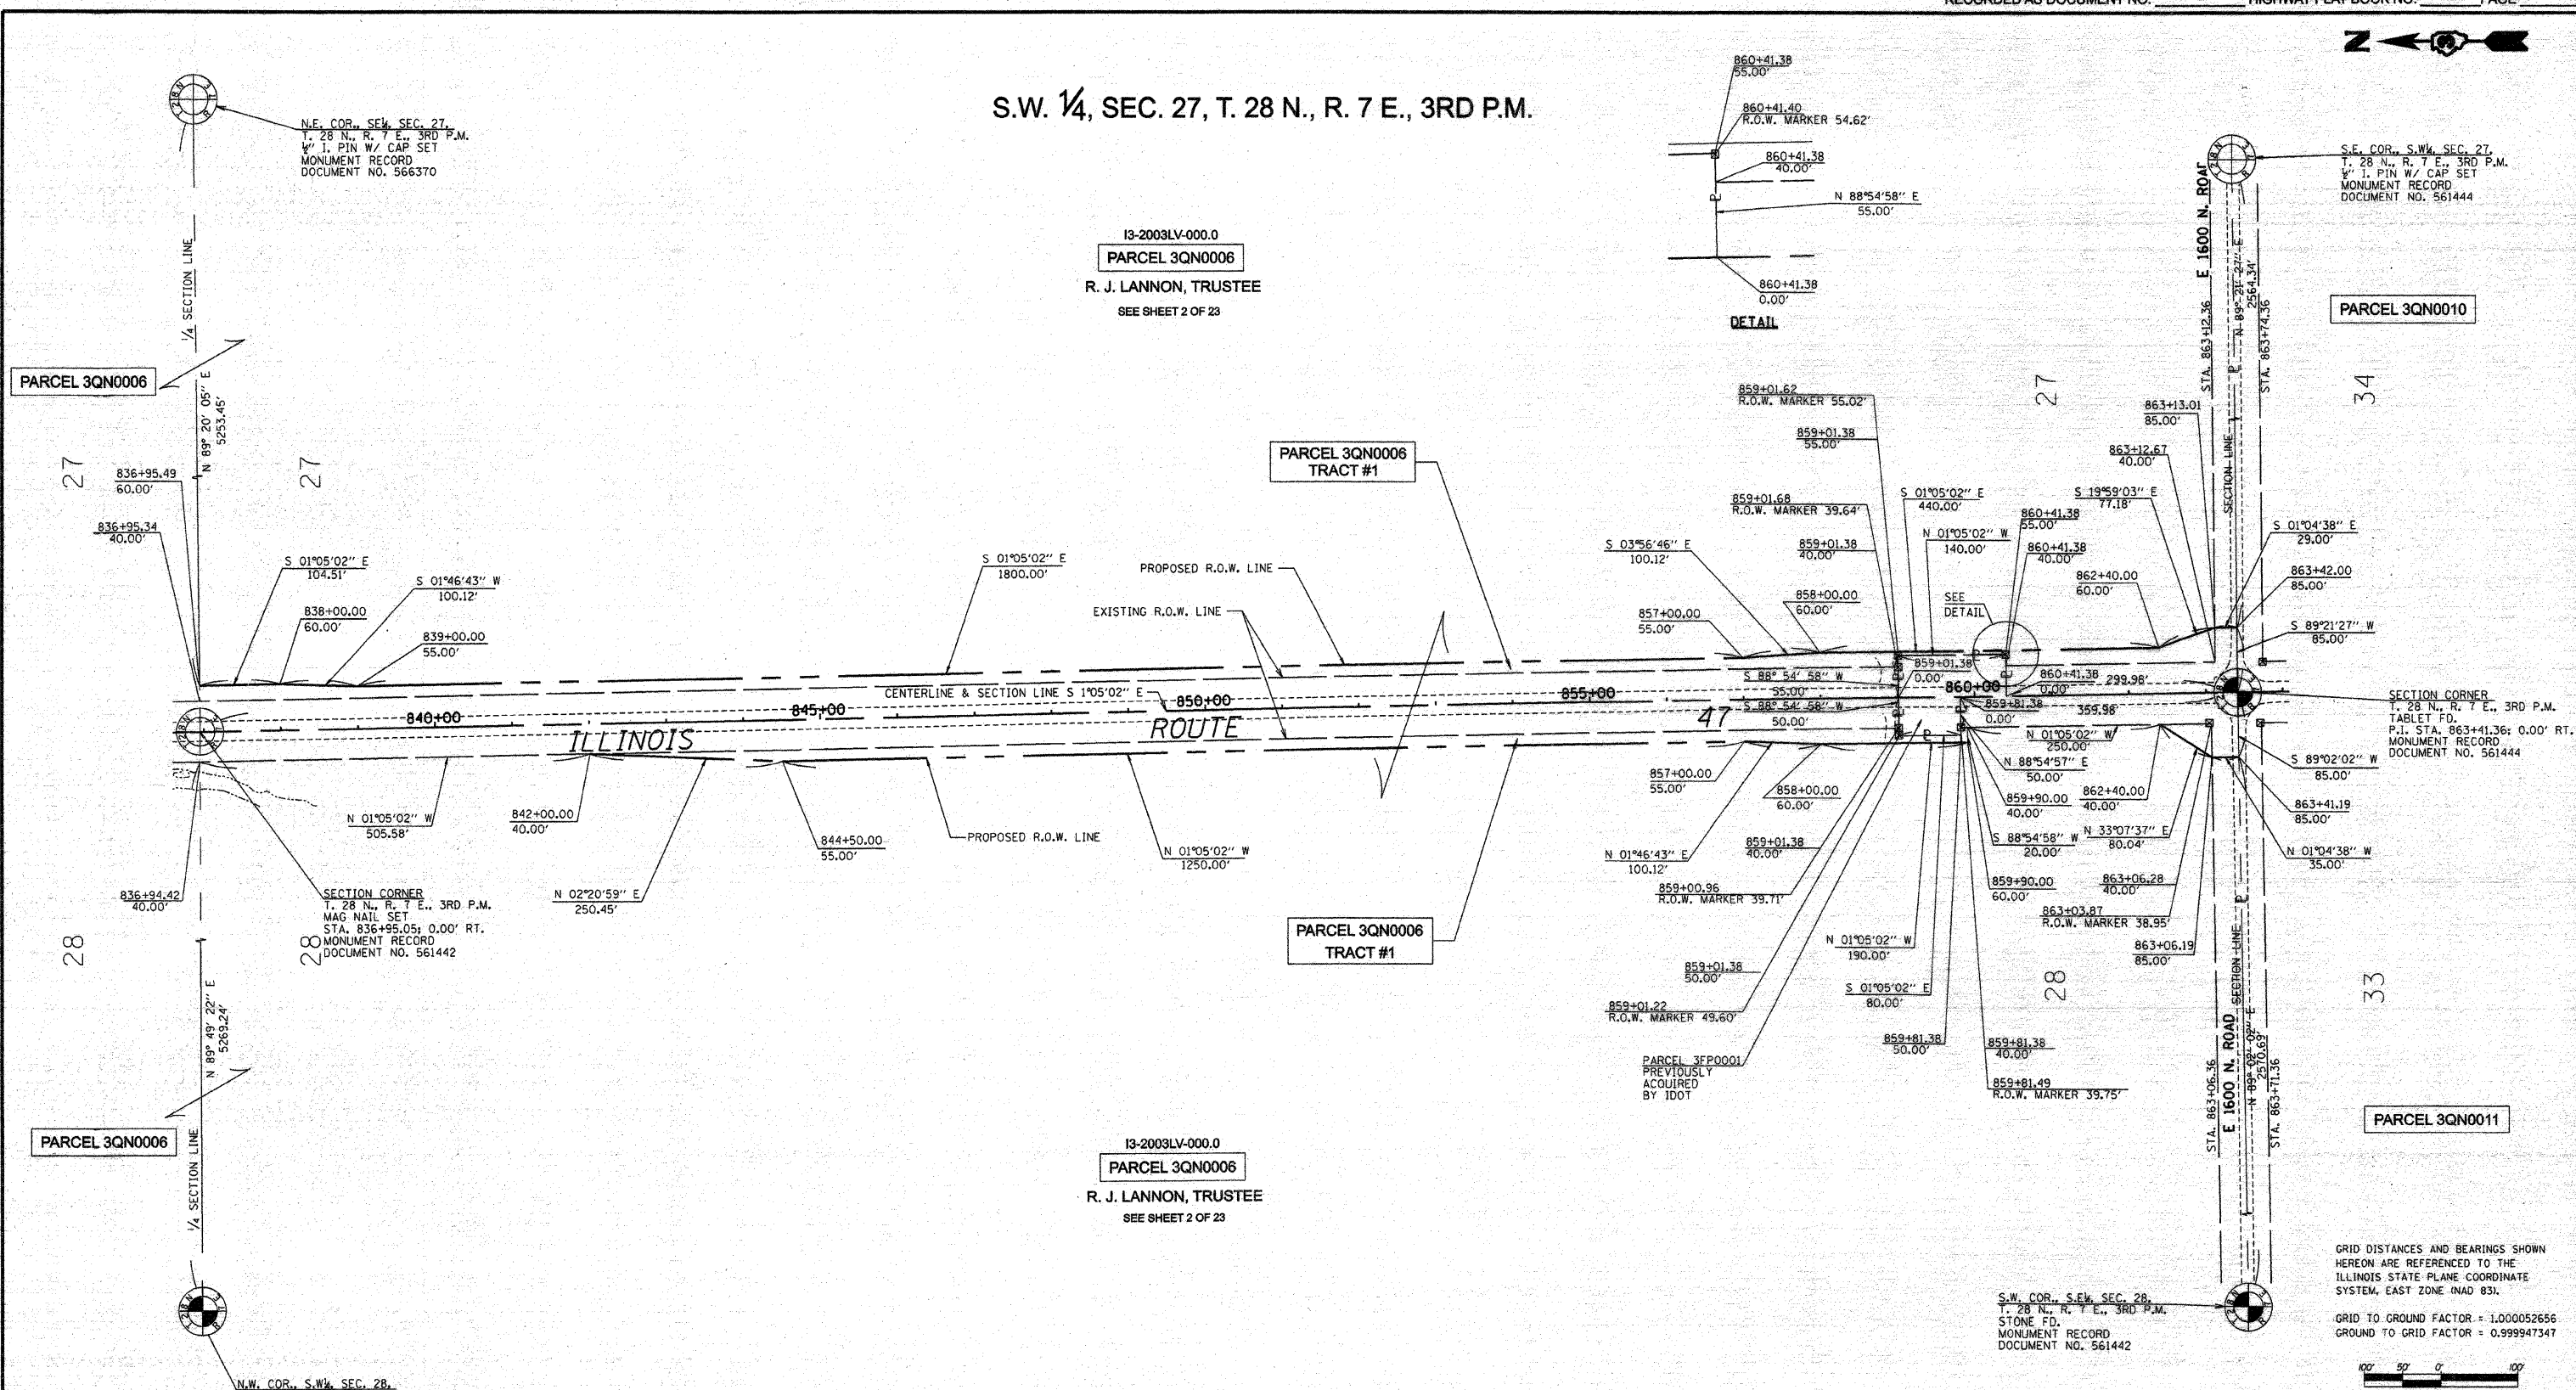 RECORDED AS DOCUMENT NO. HIGHWAY PLAT BOOK NO. PAGE
N
S.W. 1/4, SEC. 27, T. 28 N., R. 7 E., 3RD P.M.
N.E. COR., SE¼, SEC. 27,
T. 28 N., R. 7 E., 3RD P.M.
½" I. PIN W/ CAP SET
MONUMENT RECORD
DOCUMENT NO. 566370
860+41.38
55.00'
860+41.40
R.O.W. MARKER 54.62'
860+41.38
40.00'
N 88°54'58" E
55.00'
860+41.38
0.00'
DETAIL
S.E. COR., S.W¼, SEC. 27,
T. 28 N., R. 7 E., 3RD P.M.
½" I. PIN W/ CAP SET
MONUMENT RECORD
DOCUMENT NO. 561444
I3-2003LV-000.0
PARCEL 3QN0006
R. J. LANNON, TRUSTEE
SEE SHEET 2 OF 23
1/4 SECTION LINE
N 89° 20' 05" E
5253.45'
PARCEL 3QN0006
E 1600 N. ROAD
STA. 863+12.36
N 89° 21' 27" E
2564.34'
STA. 863+74.36
SECTION LINE
PARCEL 3QN0010
27
27
27
34
836+95.49
60.00'
836+95.34
40.00'
S 01°05'02" E
104.51'
838+00.00
60.00'
S 01°46'43" W
100.12'
839+00.00
55.00'
S 01°05'02" E
1800.00'
PROPOSED R.O.W. LINE
EXISTING R.O.W. LINE
PARCEL 3QN0006
TRACT #1
859+01.62
R.O.W. MARKER 55.02'
859+01.38
55.00'
859+01.68
R.O.W. MARKER 39.64'
859+01.38
40.00'
S 03°56'46" E
100.12'
858+00.00
60.00'
857+00.00
55.00'
S 01°05'02" E
440.00'
N 01°05'02" W
140.00'
SEE
DETAIL
860+41.38
55.00'
860+41.38
40.00'
863+13.01
85.00'
863+12.67
40.00'
S 19°59'03" E
77.18'
862+40.00
60.00'
S 01°04'38" E
29.00'
863+42.00
85.00'
S 89°21'27" W
85.00'
CENTERLINE & SECTION LINE S 1°05'02" E
840+00
845+00
850+00
855+00
860+00
ILLINOIS
ROUTE
47
S 88° 54' 58" W
55.00'
S 88° 54' 58" W
50.00'
859+01.38
0.00'
860+41.38
0.00'
299.98'
859+81.38
0.00'
359.98'
SECTION CORNER
T. 28 N., R. 7 E., 3RD P.M.
TABLET FD.
P.I. STA. 863+41.36; 0.00' RT.
MONUMENT RECORD
DOCUMENT NO. 561444
N 01°05'02" W
505.58'
842+00.00
40.00'
844+50.00
55.00'
PROPOSED R.O.W. LINE
N 01°05'02" W
1250.00'
N 02°20'59" E
250.45'
836+94.42
40.00'
SECTION CORNER
T. 28 N., R. 7 E., 3RD P.M.
MAG NAIL SET
STA. 836+95.05; 0.00' RT.
MONUMENT RECORD
DOCUMENT NO. 561442
857+00.00
55.00'
858+00.00
60.00'
N 01°46'43" E
100.12'
859+01.38
40.00'
859+00.96
R.O.W. MARKER 39.71'
859+01.38
50.00'
859+01.22
R.O.W. MARKER 49.60'
PARCEL 3FP0001
PREVIOUSLY
ACQUIRED
BY IDOT
N 01°05'02" W
190.00'
S 01°05'02" E
80.00'
859+81.38
50.00'
859+81.38
40.00'
859+81.49
R.O.W. MARKER 39.75'
N 01°05'02" W
250.00'
N 88°54'57" E
50.00'
859+90.00
40.00'
S 88°54'58" W
20.00'
859+90.00
60.00'
862+40.00
40.00'
N 33°07'37" E
80.04'
863+06.28
40.00'
863+03.87
R.O.W. MARKER 38.95'
863+06.19
85.00'
S 89°02'02" W
85.00'
863+41.19
85.00'
N 01°04'38" W
35.00'
PARCEL 3QN0006
TRACT #1
28
28
28
33
N 89° 49' 22" E
5269.24'
1/4 SECTION LINE
PARCEL 3QN0006
I3-2003LV-000.0
PARCEL 3QN0006
R. J. LANNON, TRUSTEE
SEE SHEET 2 OF 23
SECTION LINE
STA. 863+06.36
E 1600 N. ROAD
N 89° 02' 02" E
2570.69'
STA. 863+71.36
PARCEL 3QN0011
S.W. COR., S.E¼, SEC. 28,
T. 28 N., R. 7 E., 3RD P.M.
STONE FD.
MONUMENT RECORD
DOCUMENT NO. 561442
N.W. COR., S.W¼, SEC. 28,
GRID DISTANCES AND BEARINGS SHOWN
HEREON ARE REFERENCED TO THE
ILLINOIS STATE PLANE COORDINATE
SYSTEM, EAST ZONE (NAD 83).
GRID TO GROUND FACTOR = 1.000052656
GROUND TO GRID FACTOR = 0.999947347
100' 50' 0' 100'